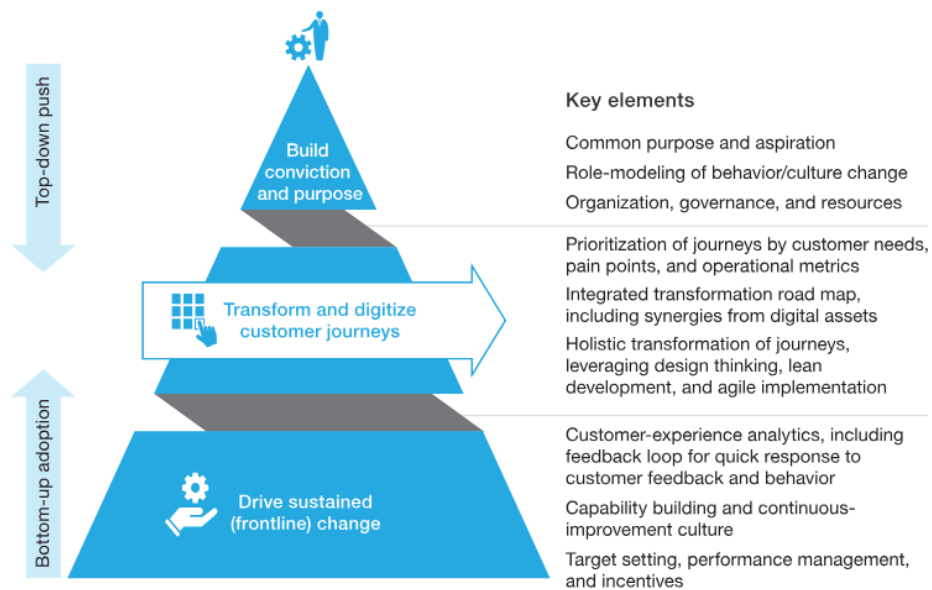 Top-down push
Bottom-up adoption
Build
conviction
and purpose
Transform and digitize
customer journeys
Drive sustained
(frontline) change
Key elements
Common purpose and aspiration
Role-modeling of behavior/culture change
Organization, governance, and resources
Prioritization of journeys by customer needs,
pain points, and operational metrics
Integrated transformation road map,
including synergies from digital assets
Holistic transformation of journeys,
leveraging design thinking, lean
development, and agile implementation
Customer-experience analytics, including
feedback loop for quick response to
customer feedback and behavior
Capability building and continuous-
improvement culture
Target setting, performance management,
and incentives